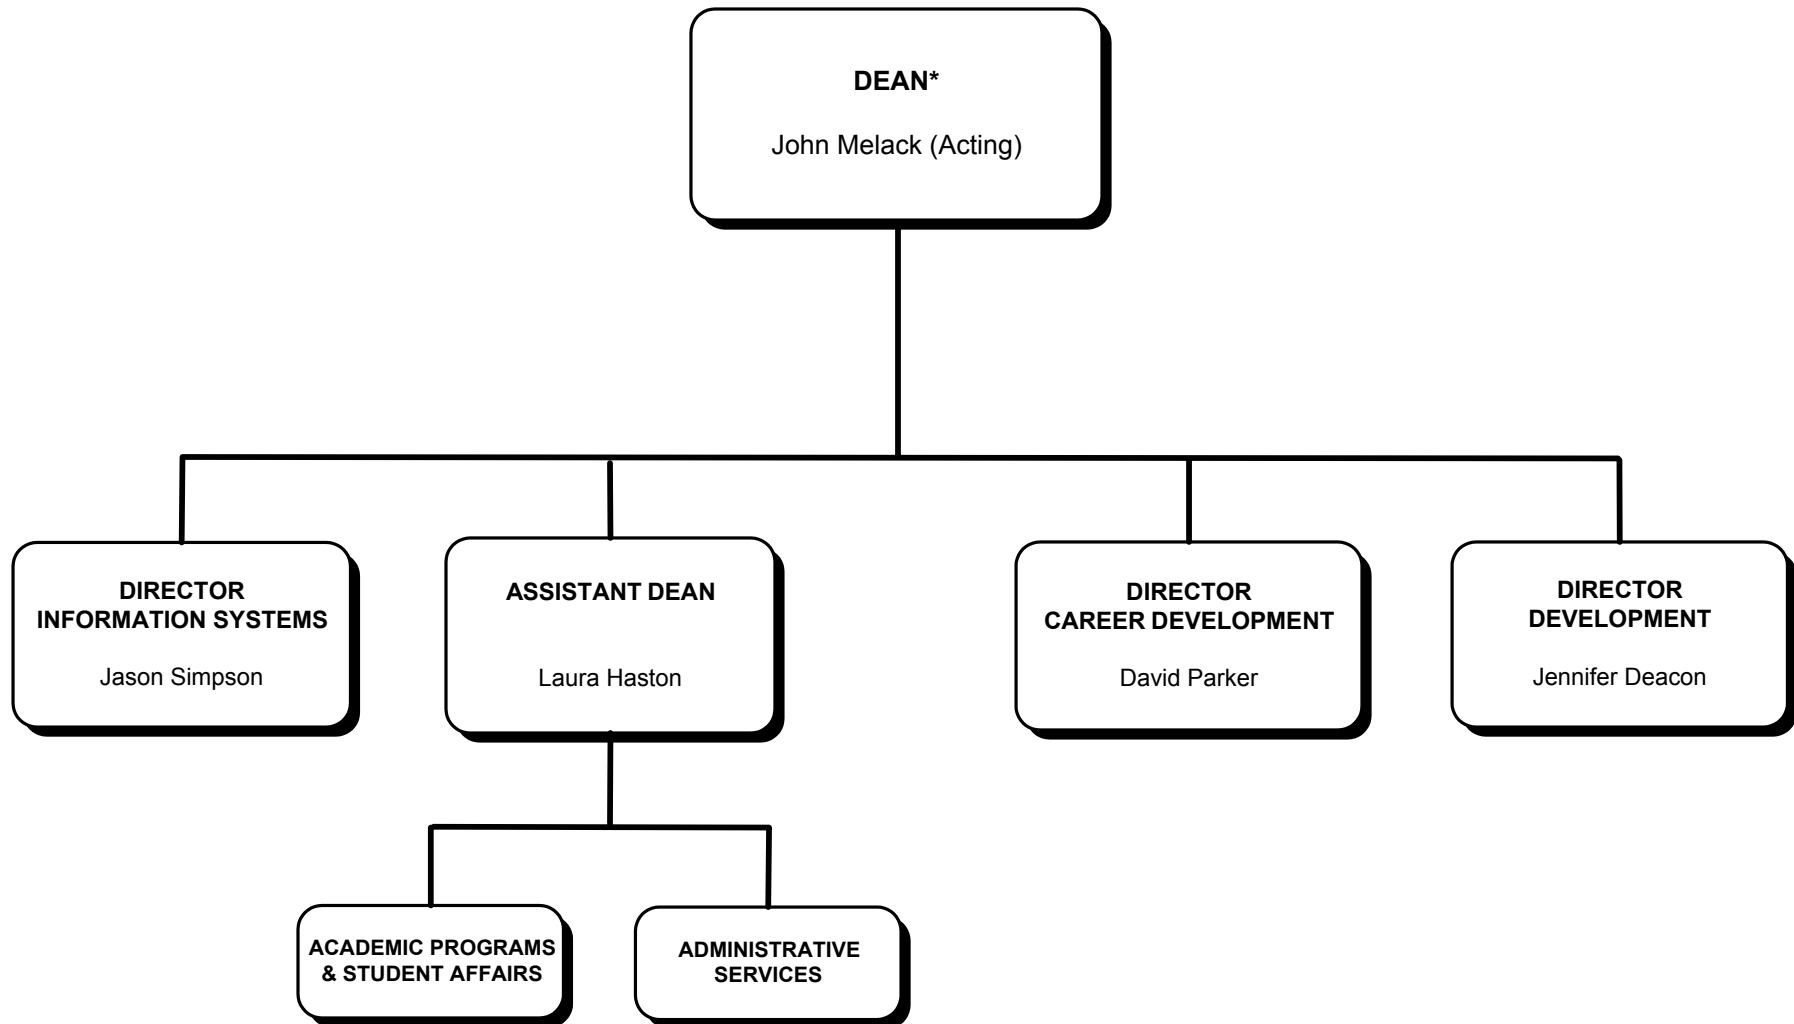 DEAN*
John Melack (Acting)
DIRECTOR
INFORMATION SYSTEMS
Jason Simpson
ASSISTANT DEAN
Laura Haston
DIRECTOR
CAREER DEVELOPMENT
David Parker
DIRECTOR
DEVELOPMENT
Jennifer Deacon
ACADEMIC PROGRAMS
& STUDENT AFFAIRS
ADMINISTRATIVE
SERVICES